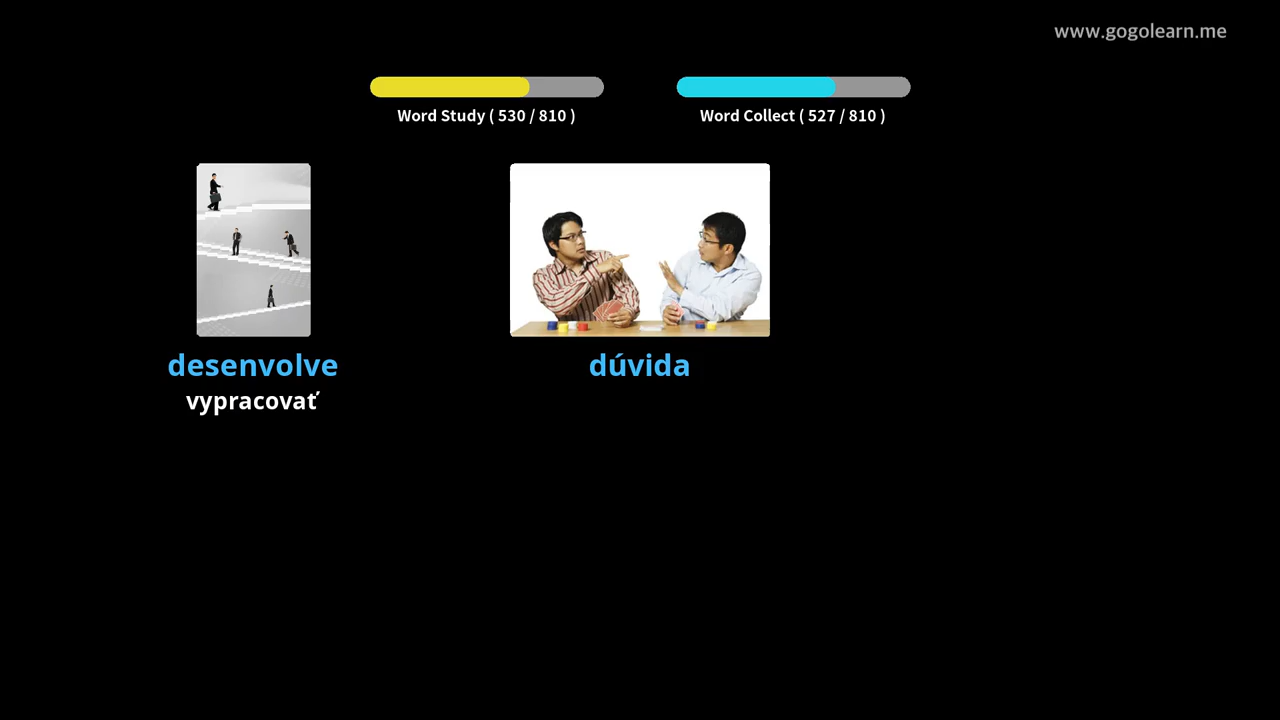 www.gogolearn.me
Word Study ( 530 / 810 )
Word Collect ( 527 / 810 )
desenvolve
vypracovať
dúvida